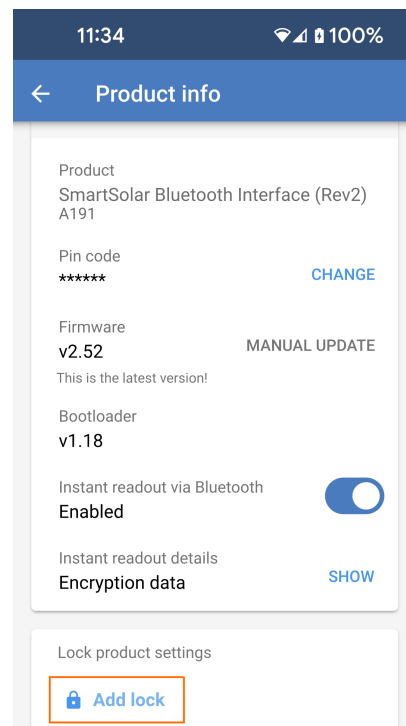 11:34 100%
Product info
Product
SmartSolar Bluetooth Interface (Rev2)
A191
Pin code
****** CHANGE
Firmware
v2.52 MANUAL UPDATE
This is the latest version!
Bootloader
v1.18
Instant readout via Bluetooth
Enabled
Instant readout details
Encryption data SHOW
Lock product settings
Add lock